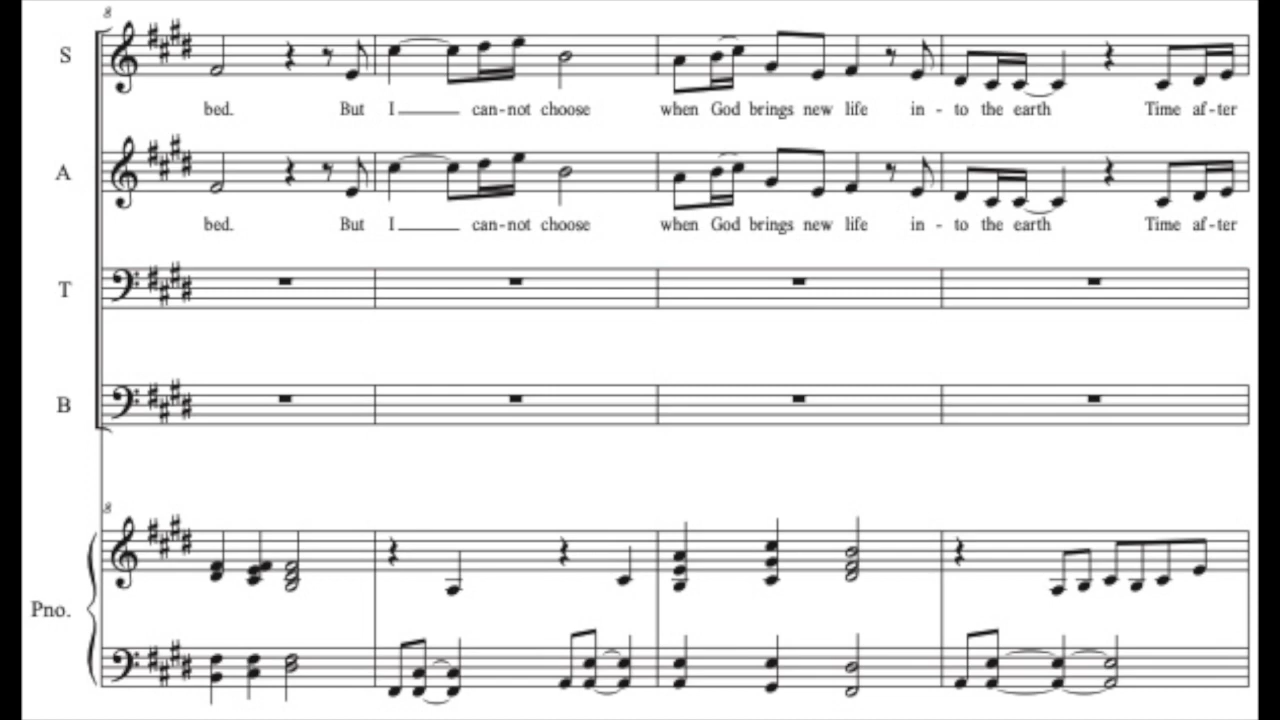 8
S
bed. But I can-not choose when God brings new life in - to the earth Time af-ter
A
bed. But I can-not choose when God brings new life in - to the earth Time af-ter
T
B
8
Pno.